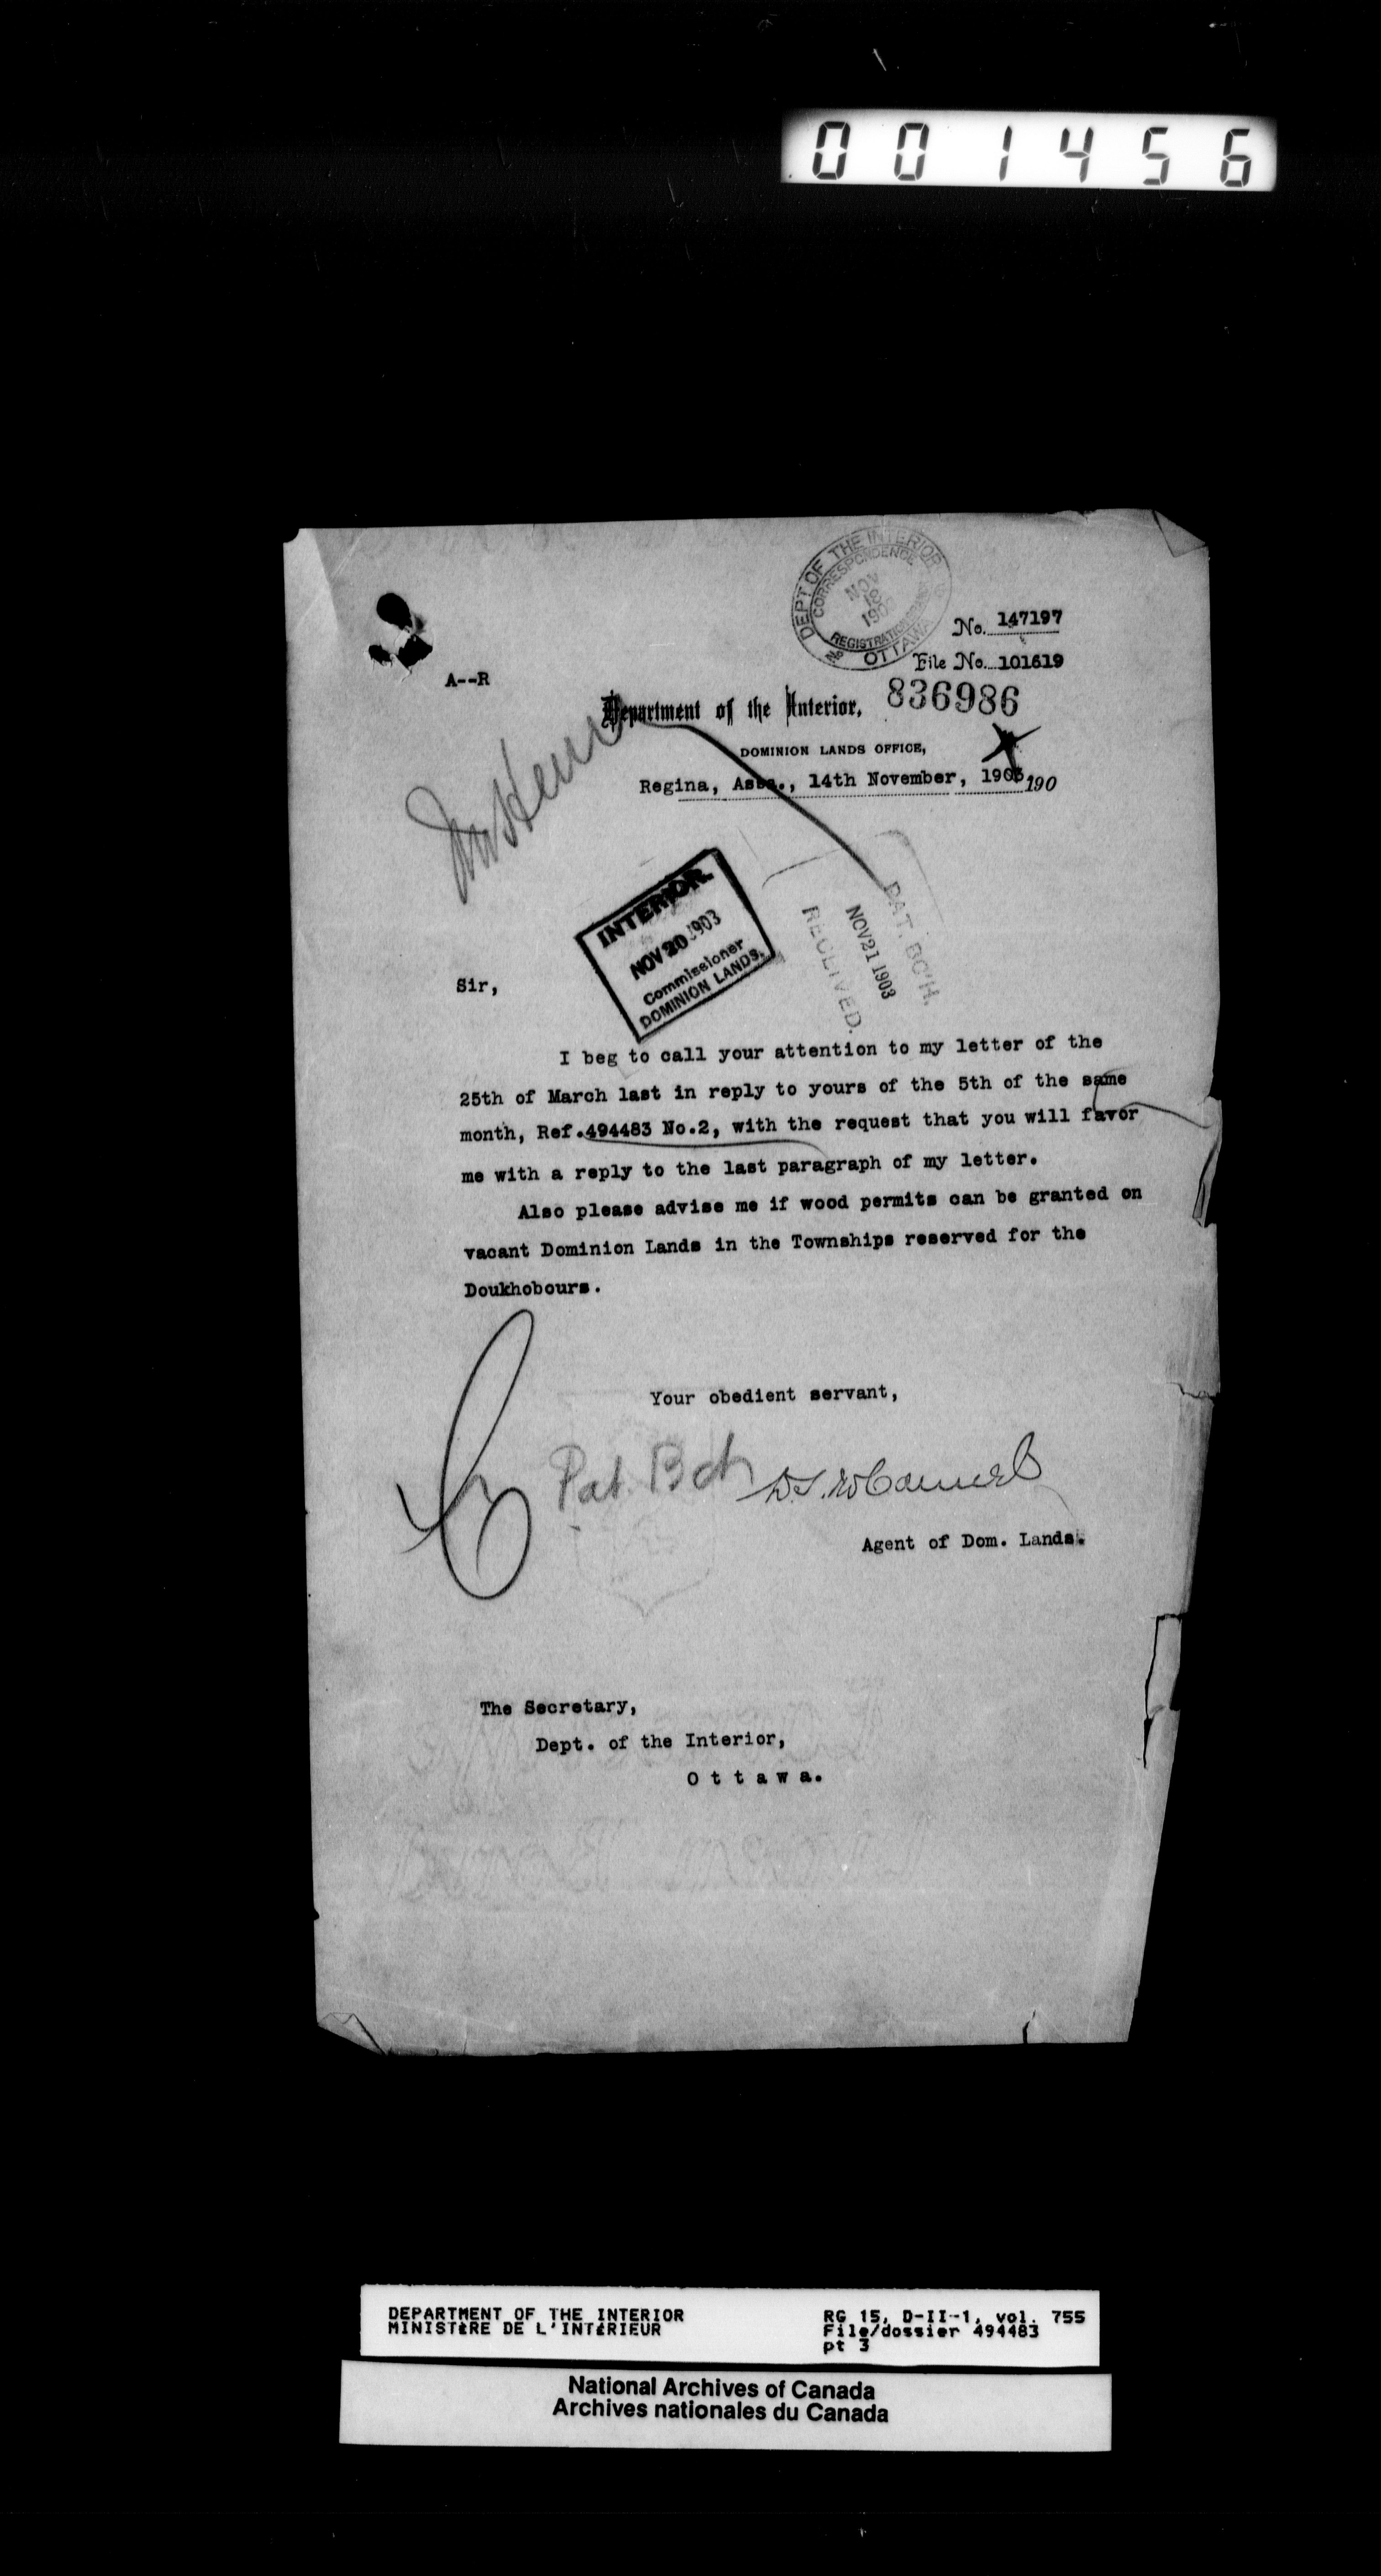 001456
DEPT OF THE INTERIOR
CORRESPONDENCE
NOV
REGISTRATION
No
OTTAWA
No. 147197
File No. 101619
A--R
836986
Department of the Interior,
DOMINION LANDS OFFICE,
Regina, Assa., 14th November, 1903. 190
INTERIOR.
NOV 20 1903
Commissioner
DOMINION LANDS.
PAT. BCH.
NOV 21 1903
RECEIVED.
Sir,
I beg to call your attention to my letter of the
25th of March last in reply to yours of the 5th of the same
month, Ref.494483 No.2, with the request that you will favor
me with a reply to the last paragraph of my letter.
Also please advise me if wood permits can be granted on
vacant Dominion Lands in the Townships reserved for the
Doukhobours.
Your obedient servant,
Pat. Bch
Agent of Dom. Lands.
The Secretary,
Dept. of the Interior,
O t t a w a.
DEPARTMENT OF THE INTERIOR
MINISTÈRE DE L'INTÉRIEUR
RG 15, D-II-1, vol. 755
File/dossier 494483
pt 3
National Archives of Canada
Archives nationales du Canada